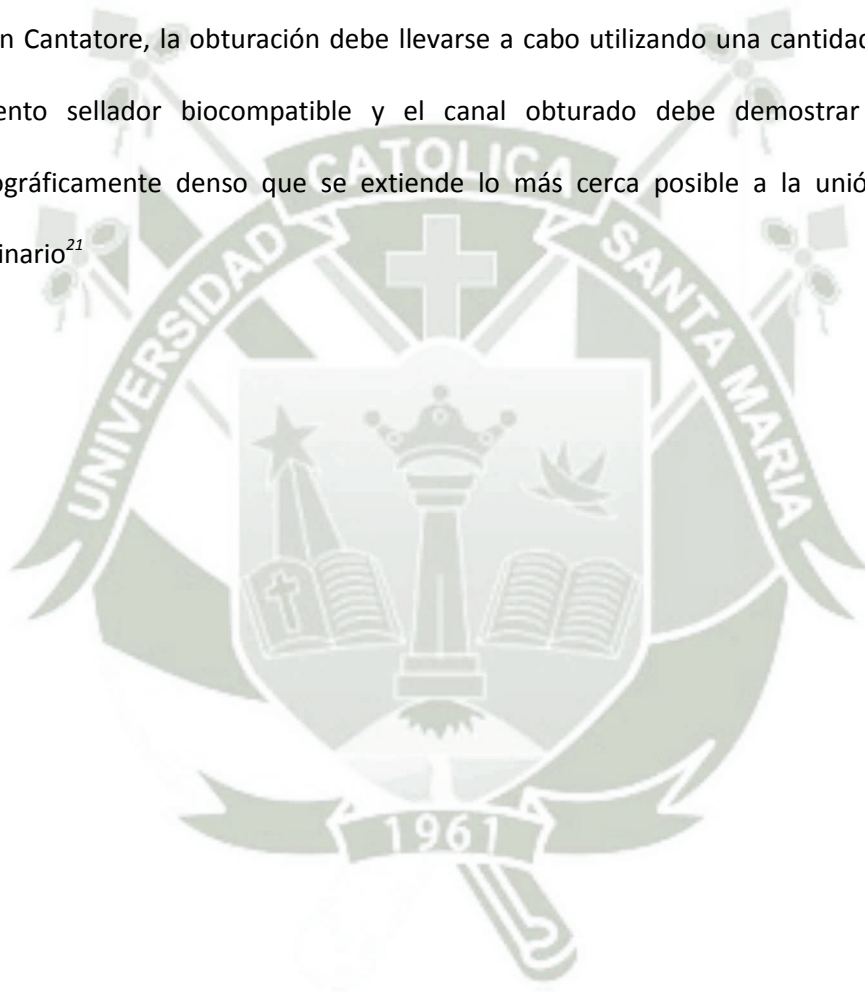 n Cantatore, la obturación debe llevarse a cabo utilizando una cantidad
ento sellador biocompatible y el canal obturado debe demostrar
ográficamente denso que se extiende lo más cerca posible a la unió
inario21
UNIVERSIDAD CATOLICA SANTA MARIA
1961